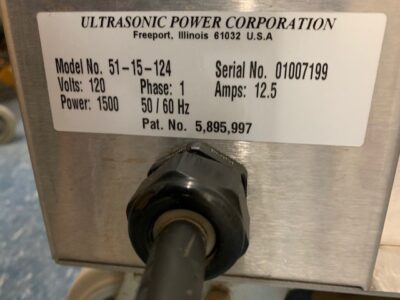 ULTRASONIC POWER CORPORATION
Freeport, Illinois 61032 U.S.A
Model No. 51-15-124 Serial No. 01007199
Volts: 120 Phase: 1 Amps: 12.5
Power: 1500 50/60 Hz
Pat. No. 5,895,997